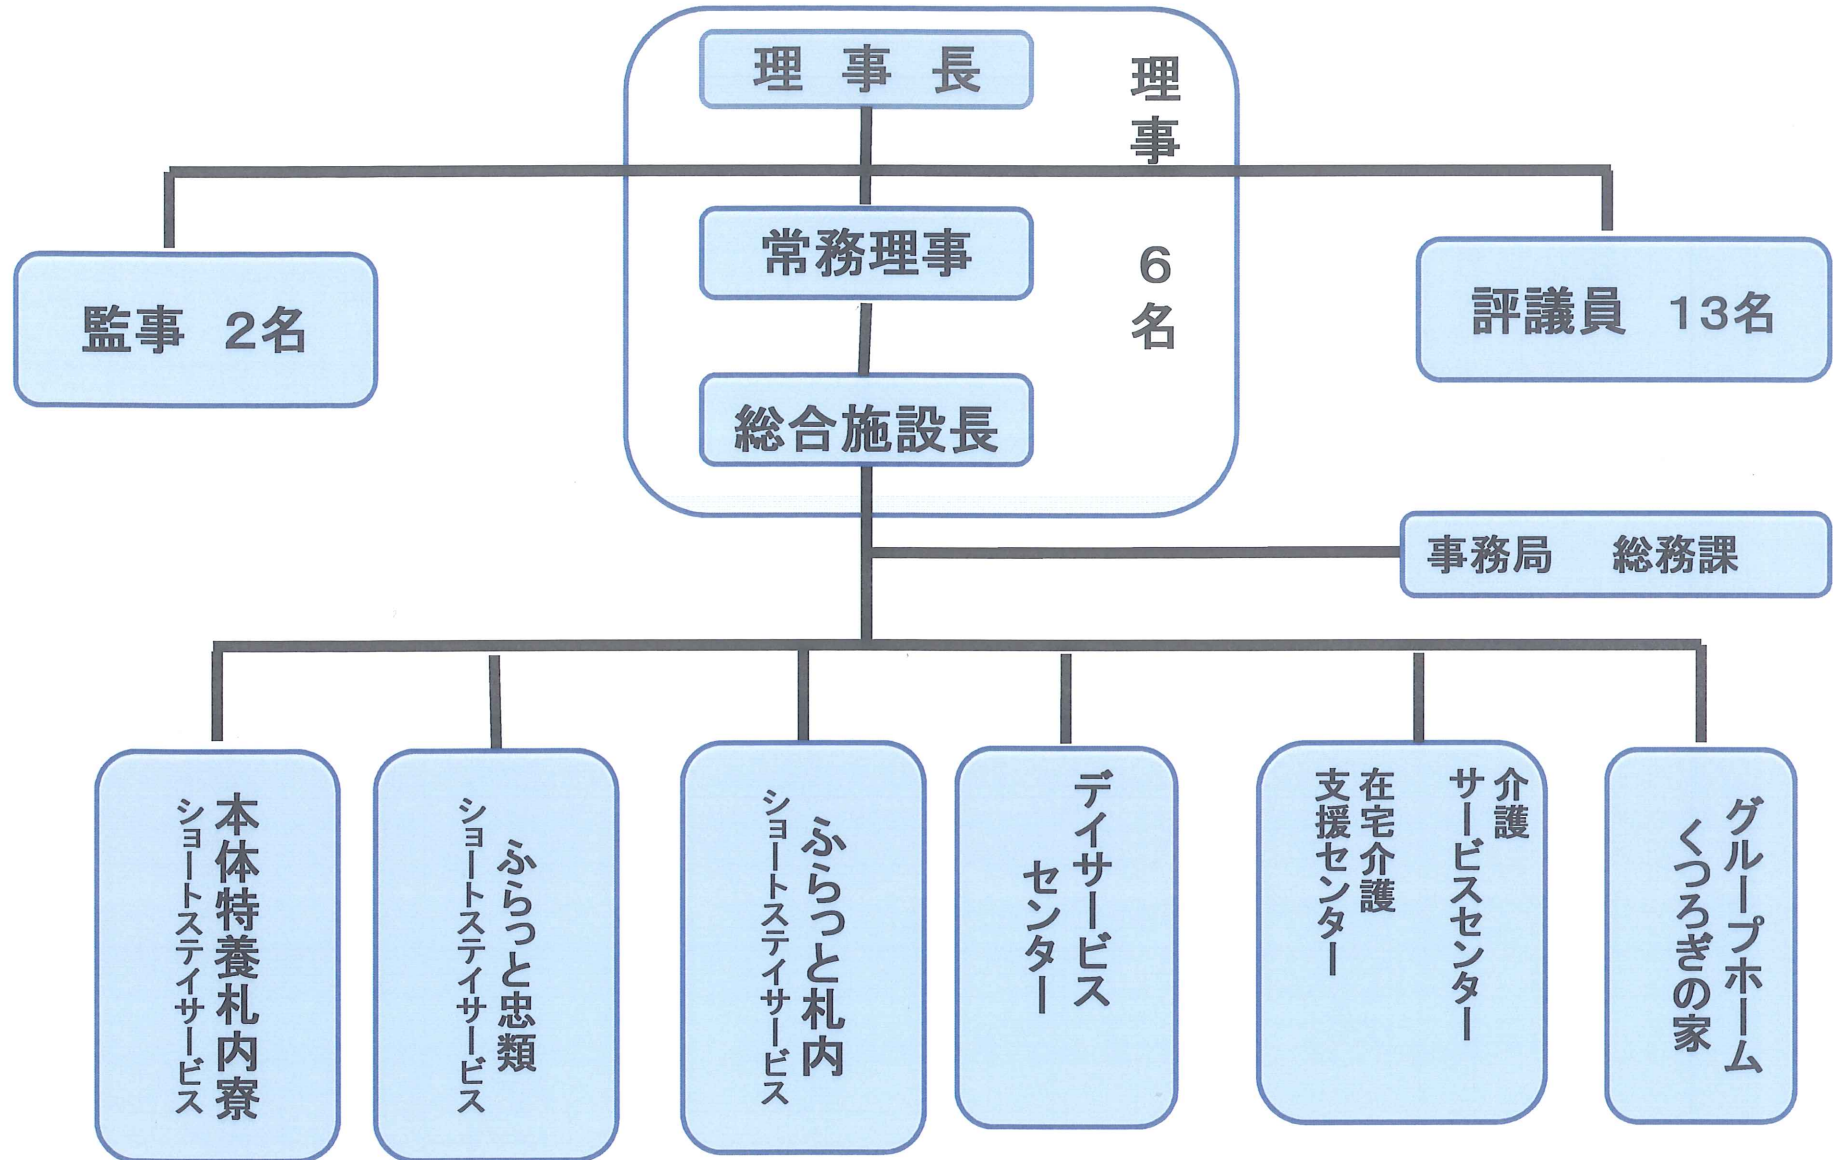 理 事 長
理事 6名
常務理事
総合施設長
監事 2名
評議員 13名
事務局 総務課
本体特養札内寮
ショートステイサービス
ふらっと忠類
ショートステイサービス
ふらっと札内
ショートステイサービス
デイサービス
センター
介護
サービスセンター
在宅介護
支援センター
グループホーム
くつろぎの家